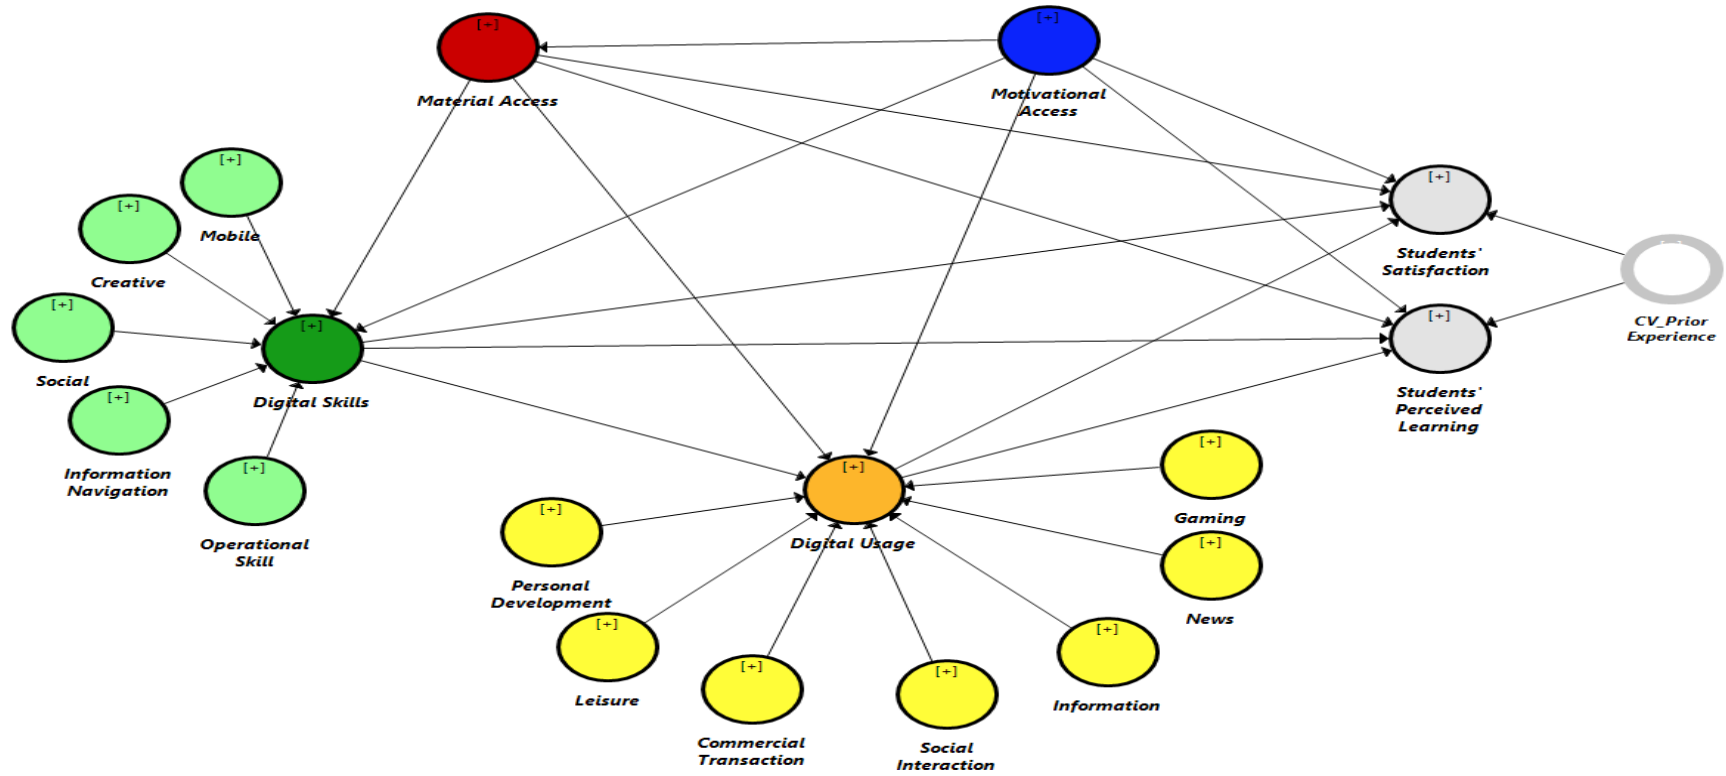 [+]
Material Access
[+]
Motivational
Access
[+]
Mobile
[+]
Creative
[+]
Social
[+]
Information
Navigation
[+]
Operational
Skill
[+]
Digital Skills
[+]
Students'
Satisfaction
[+]
Students'
Perceived
Learning
CV_Prior
Experience
[+]
Digital Usage
[+]
Personal
Development
[+]
Leisure
[+]
Commercial
Transaction
[+]
Social
Interaction
[+]
Information
[+]
News
[+]
Gaming